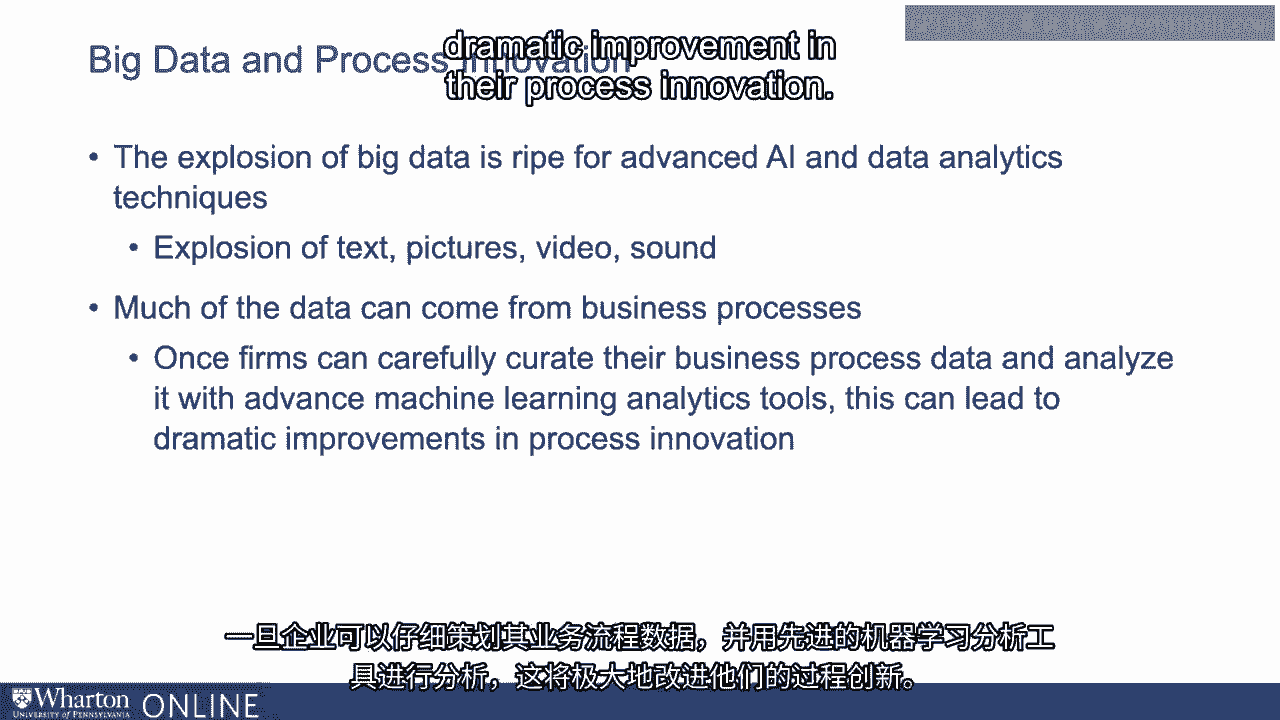 Big Data and Process Innovation
dramatic improvement in
their process innovation.
• The explosion of big data is ripe for advanced AI and data analytics
techniques
• Explosion of text, pictures, video, sound
• Much of the data can come from business processes
• Once firms can carefully curate their business process data and analyze
it with advance machine learning analytics tools, this can lead to
dramatic improvements in process innovation
一旦企业可以仔细策划其业务流程数据，并用先进的机器学习分析工
具进行分析，这将极大地改进他们的过程创新。
Wharton ONLINE
UNIVERSITY of PENNSYLVANIA